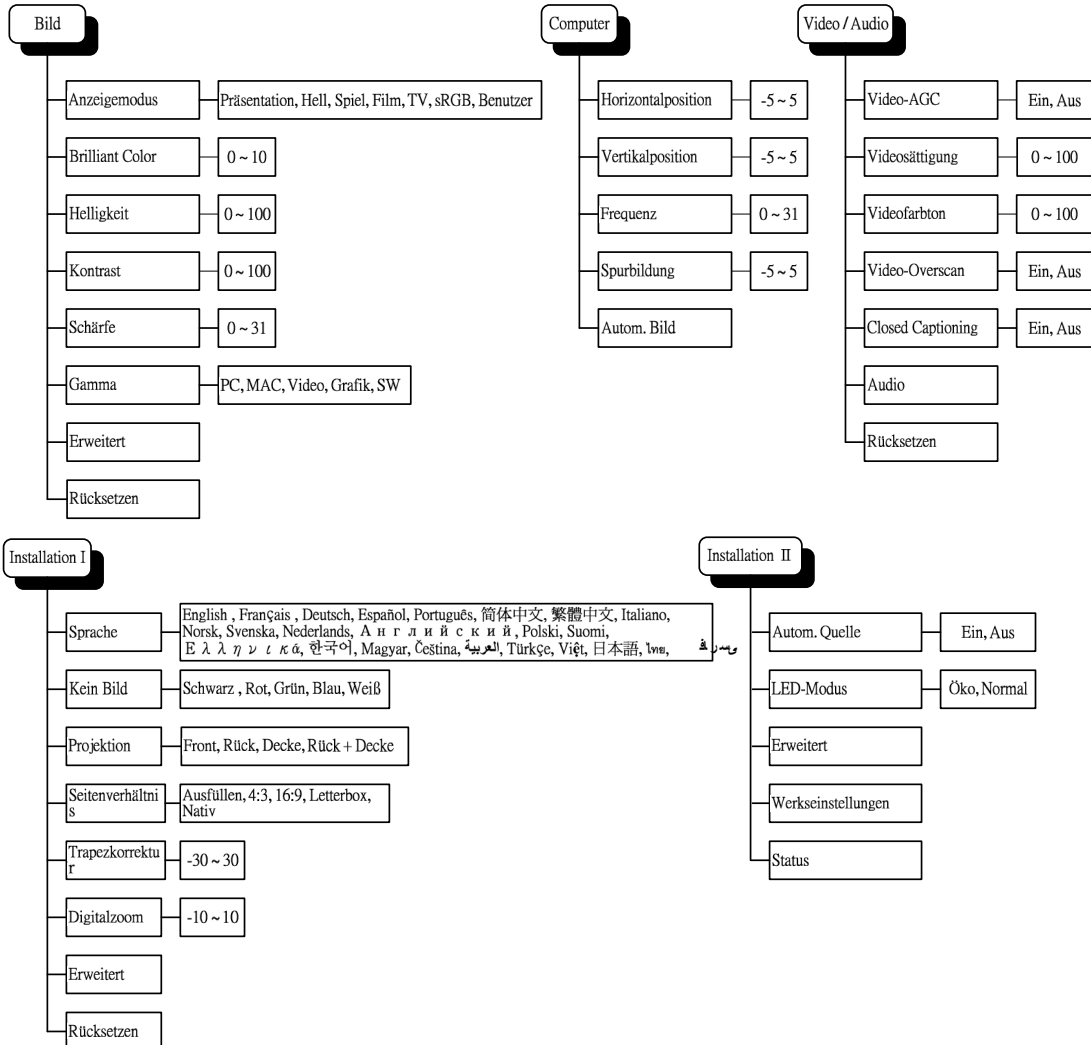 Bild
Anzeigemodus
Präsentation, Hell, Spiel, Film, TV, sRGB, Benutzer
Brilliant Color
0 ~ 10
Helligkeit
0 ~ 100
Kontrast
0 ~ 100
Schärfe
0 ~ 31
Gamma
PC, MAC, Video, Grafik, SW
Erweitert
Rücksetzen
Computer
Horizontalposition
-5 ~ 5
Vertikalposition
-5 ~ 5
Frequenz
0 ~ 31
Spurbildung
-5 ~ 5
Autom. Bild
Video / Audio
Video-AGC
Ein, Aus
Videosättigung
0 ~ 100
Videofarbton
0 ~ 100
Video-Overscan
Ein, Aus
Closed Captioning
Ein, Aus
Audio
Rücksetzen
Installation I
Sprache
English , Français , Deutsch, Español, Português, 简体中文, 繁體中文, Italiano,
Norsk, Svenska, Nederlands, Английский, Polski, Suomi,
Ελληνικά, 한국어, Magyar, Čeština, العربية, Türkçe, Việt, 日本語, ไทย,
Kein Bild
Schwarz , Rot, Grün, Blau, Weiß
Projektion
Front, Rück, Decke, Rück + Decke
Seitenverhältni
s
Ausfüllen, 4:3, 16:9, Letterbox,
Nativ
Trapezkorrektu
r
-30 ~ 30
Digitalzoom
-10 ~ 10
Erweitert
Rücksetzen
Installation II
Autom. Quelle
Ein, Aus
LED-Modus
Öko, Normal
Erweitert
Werkseinstellungen
Status